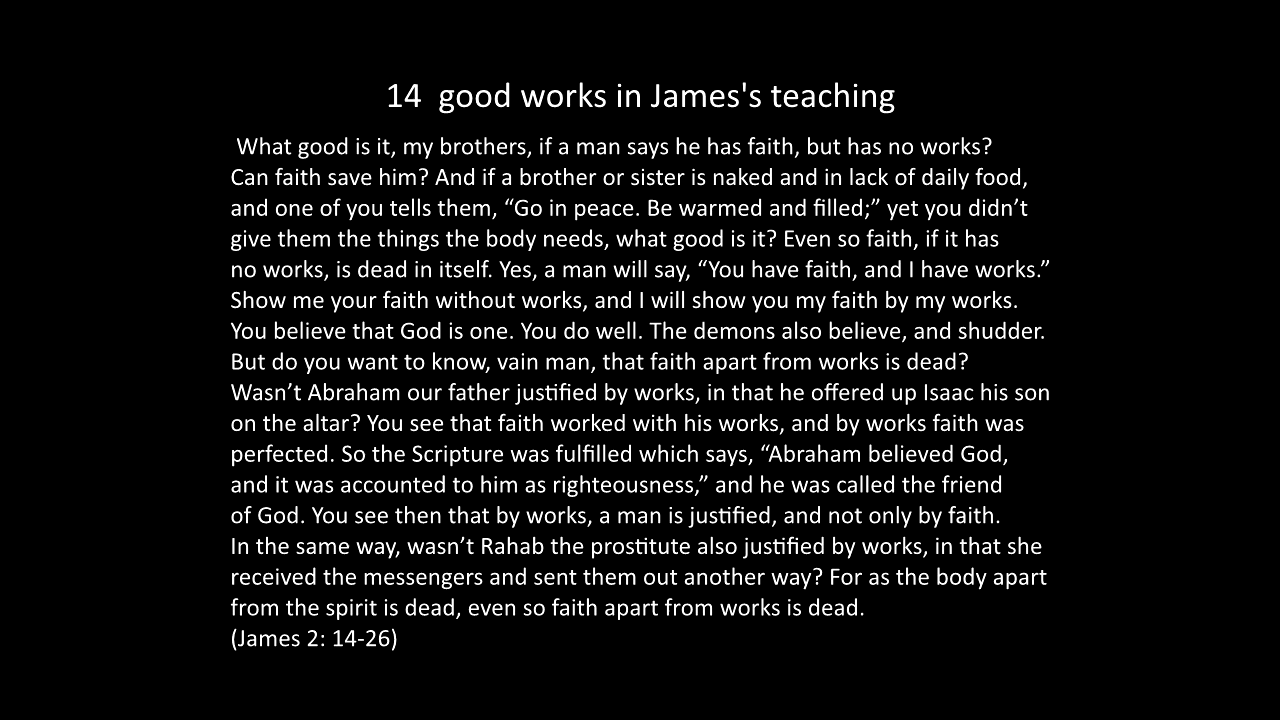 14  good works in James's teaching
What good is it, my brothers, if a man says he has faith, but has no works?
Can faith save him? And if a brother or sister is naked and in lack of daily food,
and one of you tells them, “Go in peace. Be warmed and filled;” yet you didn’t
give them the things the body needs, what good is it? Even so faith, if it has
no works, is dead in itself. Yes, a man will say, “You have faith, and I have works.”
Show me your faith without works, and I will show you my faith by my works.
You believe that God is one. You do well. The demons also believe, and shudder.
But do you want to know, vain man, that faith apart from works is dead?
Wasn’t Abraham our father justified by works, in that he offered up Isaac his son
on the altar? You see that faith worked with his works, and by works faith was
perfected. So the Scripture was fulfilled which says, “Abraham believed God,
and it was accounted to him as righteousness,” and he was called the friend
of God. You see then that by works, a man is justified, and not only by faith.
In the same way, wasn’t Rahab the prostitute also justified by works, in that she
received the messengers and sent them out another way? For as the body apart
from the spirit is dead, even so faith apart from works is dead.
(James 2: 14-26)